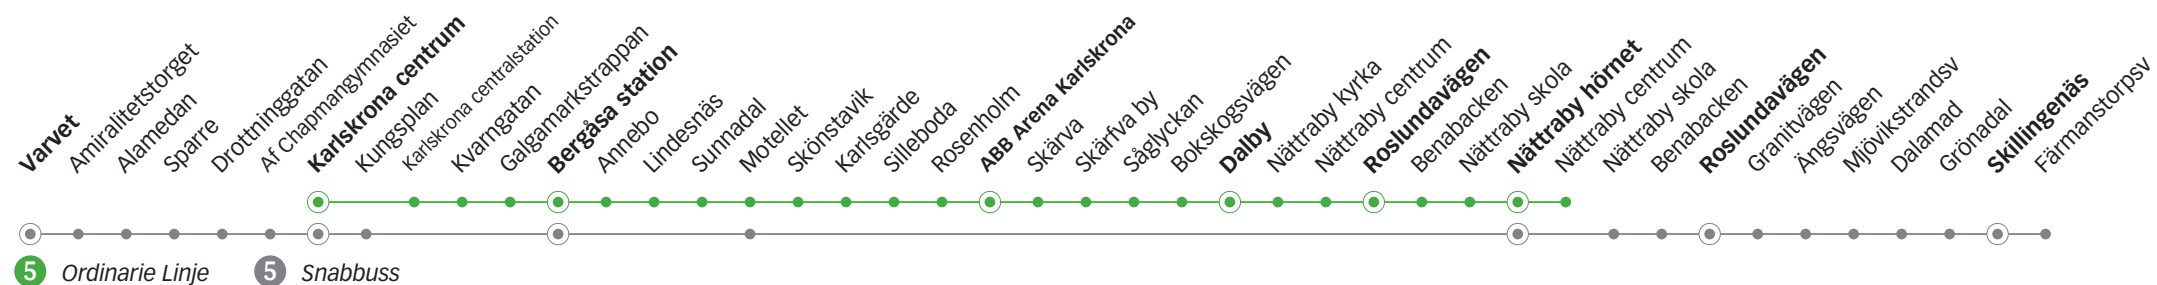 Varvet
Amiralitetstorget
Alamedan
Sparre
Drottninggatan
Af Chapmangymnasiet
Karlskrona centrum
Kungsplan
Karlskrona centralstation
Kvarngatan
Galgamarkstrappan
Bergåsa station
Annebo
Lindesnäs
Sunnadal
Motellet
Skönstavik
Karlsgärde
Silleboda
Rosenholm
ABB Arena Karlskrona
Skärva
Skärfva by
Såglyckan
Bokskogsvägen
Dalby
Nättraby kyrka
Nättraby centrum
Roslundavägen
Benabacken
Nättraby skola
Nättraby hörnet
Nättraby centrum
Nättraby skola
Benabacken
Roslundavägen
Granitvägen
Ängsvägen
Mjövikstrandsv
Dalamad
Grönadal
Skillingenäs
Färmanstorpsv
5 Ordinarie Linje 5 Snabbuss